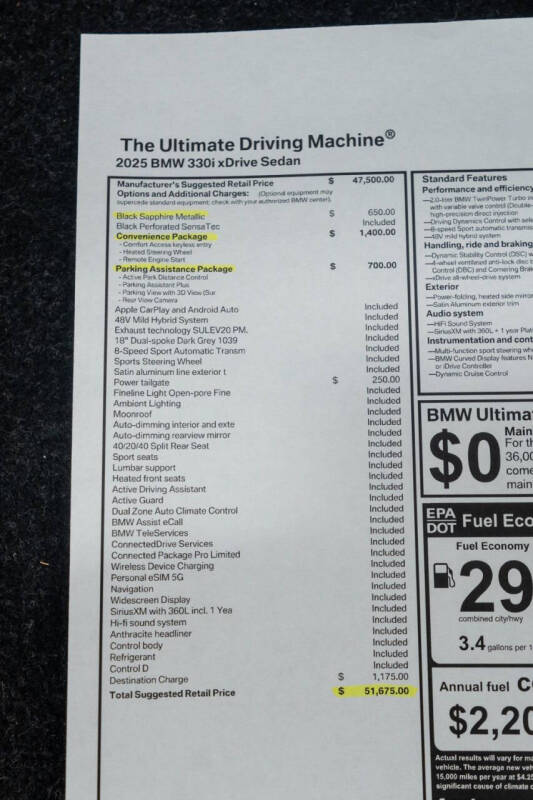 The Ultimate Driving Machine®
2025 BMW 330i xDrive Sedan
Manufacturer's Suggested Retail Price $ 47,500.00
Options and Additional Charges: (Optional equipment may
supercede standard equipment; check with your authorized BMW center).
Black Sapphire Metallic $ 650.00
Black Perforated SensaTec Included
Convenience Package $ 1,400.00
- Comfort Access keyless entry
- Heated Steering Wheel
- Remote Engine Start
Parking Assistance Package $ 700.00
- Active Park Distance Control
- Parking Assistant Plus
- Parking View with 3D View (Sur
- Rear View Camera
Apple CarPlay and Android Auto Included
48V Mild Hybrid System Included
Exhaust technology SULEV20 PM. Included
18" Dual-spoke Dark Grey 1039 Included
8-Speed Sport Automatic Transm Included
Sports Steering Wheel Included
Satin aluminum line exterior t Included
Power tailgate $ 250.00
Fineline Light Open-pore Fine Included
Ambient Lighting Included
Moonroof Included
Auto-dimming interior and exte Included
Auto-dimming rearview mirror Included
40/20/40 Split Rear Seat Included
Sport seats Included
Lumbar support Included
Heated front seats Included
Active Driving Assistant Included
Active Guard Included
Dual Zone Auto Climate Control Included
BMW Assist eCall Included
BMW TeleServices Included
ConnectedDrive Services Included
Connected Package Pro Limited Included
Wireless Device Charging Included
Personal eSIM 5G Included
Navigation Included
Widescreen Display Included
SiriusXM with 360L incl. 1 Yea Included
Hi-fi sound system Included
Anthracite headliner Included
Control body Included
Refrigerant Included
Control D Included
Destination Charge $ 1,175.00
Total Suggested Retail Price $ 51,675.00
Standard Features
Performance and efficiency
—2.0-liter BMW TwinPower Turbo in
with variable valve control (Double-
high-precision direct injection
—Driving Dynamics Control with sele
—8-speed Sport automatic transmis
—48V mild hybrid system
Handling, ride and braking
—Dynamic Stability Control (DSC) w
—4-wheel ventilated anti-lock disc b
Control (DBC) and Cornering Brak
—xDrive all-wheel-drive system
Exterior
—Power-folding, heated side mirror
—Satin Aluminum exterior trim
Audio system
—HiFi Sound System
—SiriusXM with 360L + 1 year Plat
Instrumentation and cont
—Multi-function sport steering whe
—BMW Curved Display features N
or iDrive Controller
—Dynamic Cruise Control
BMW Ultima
$0
Main
For th
36,00
come
main
EPA
DOT
Fuel Eco
Fuel Economy
29
combined city/hwy
3.4 gallons per 1
Annual fuel C
$2,20
Actual results will vary for ma
vehicle. The average new veh
15,000 miles per year at $4.25
significant cause of climate c